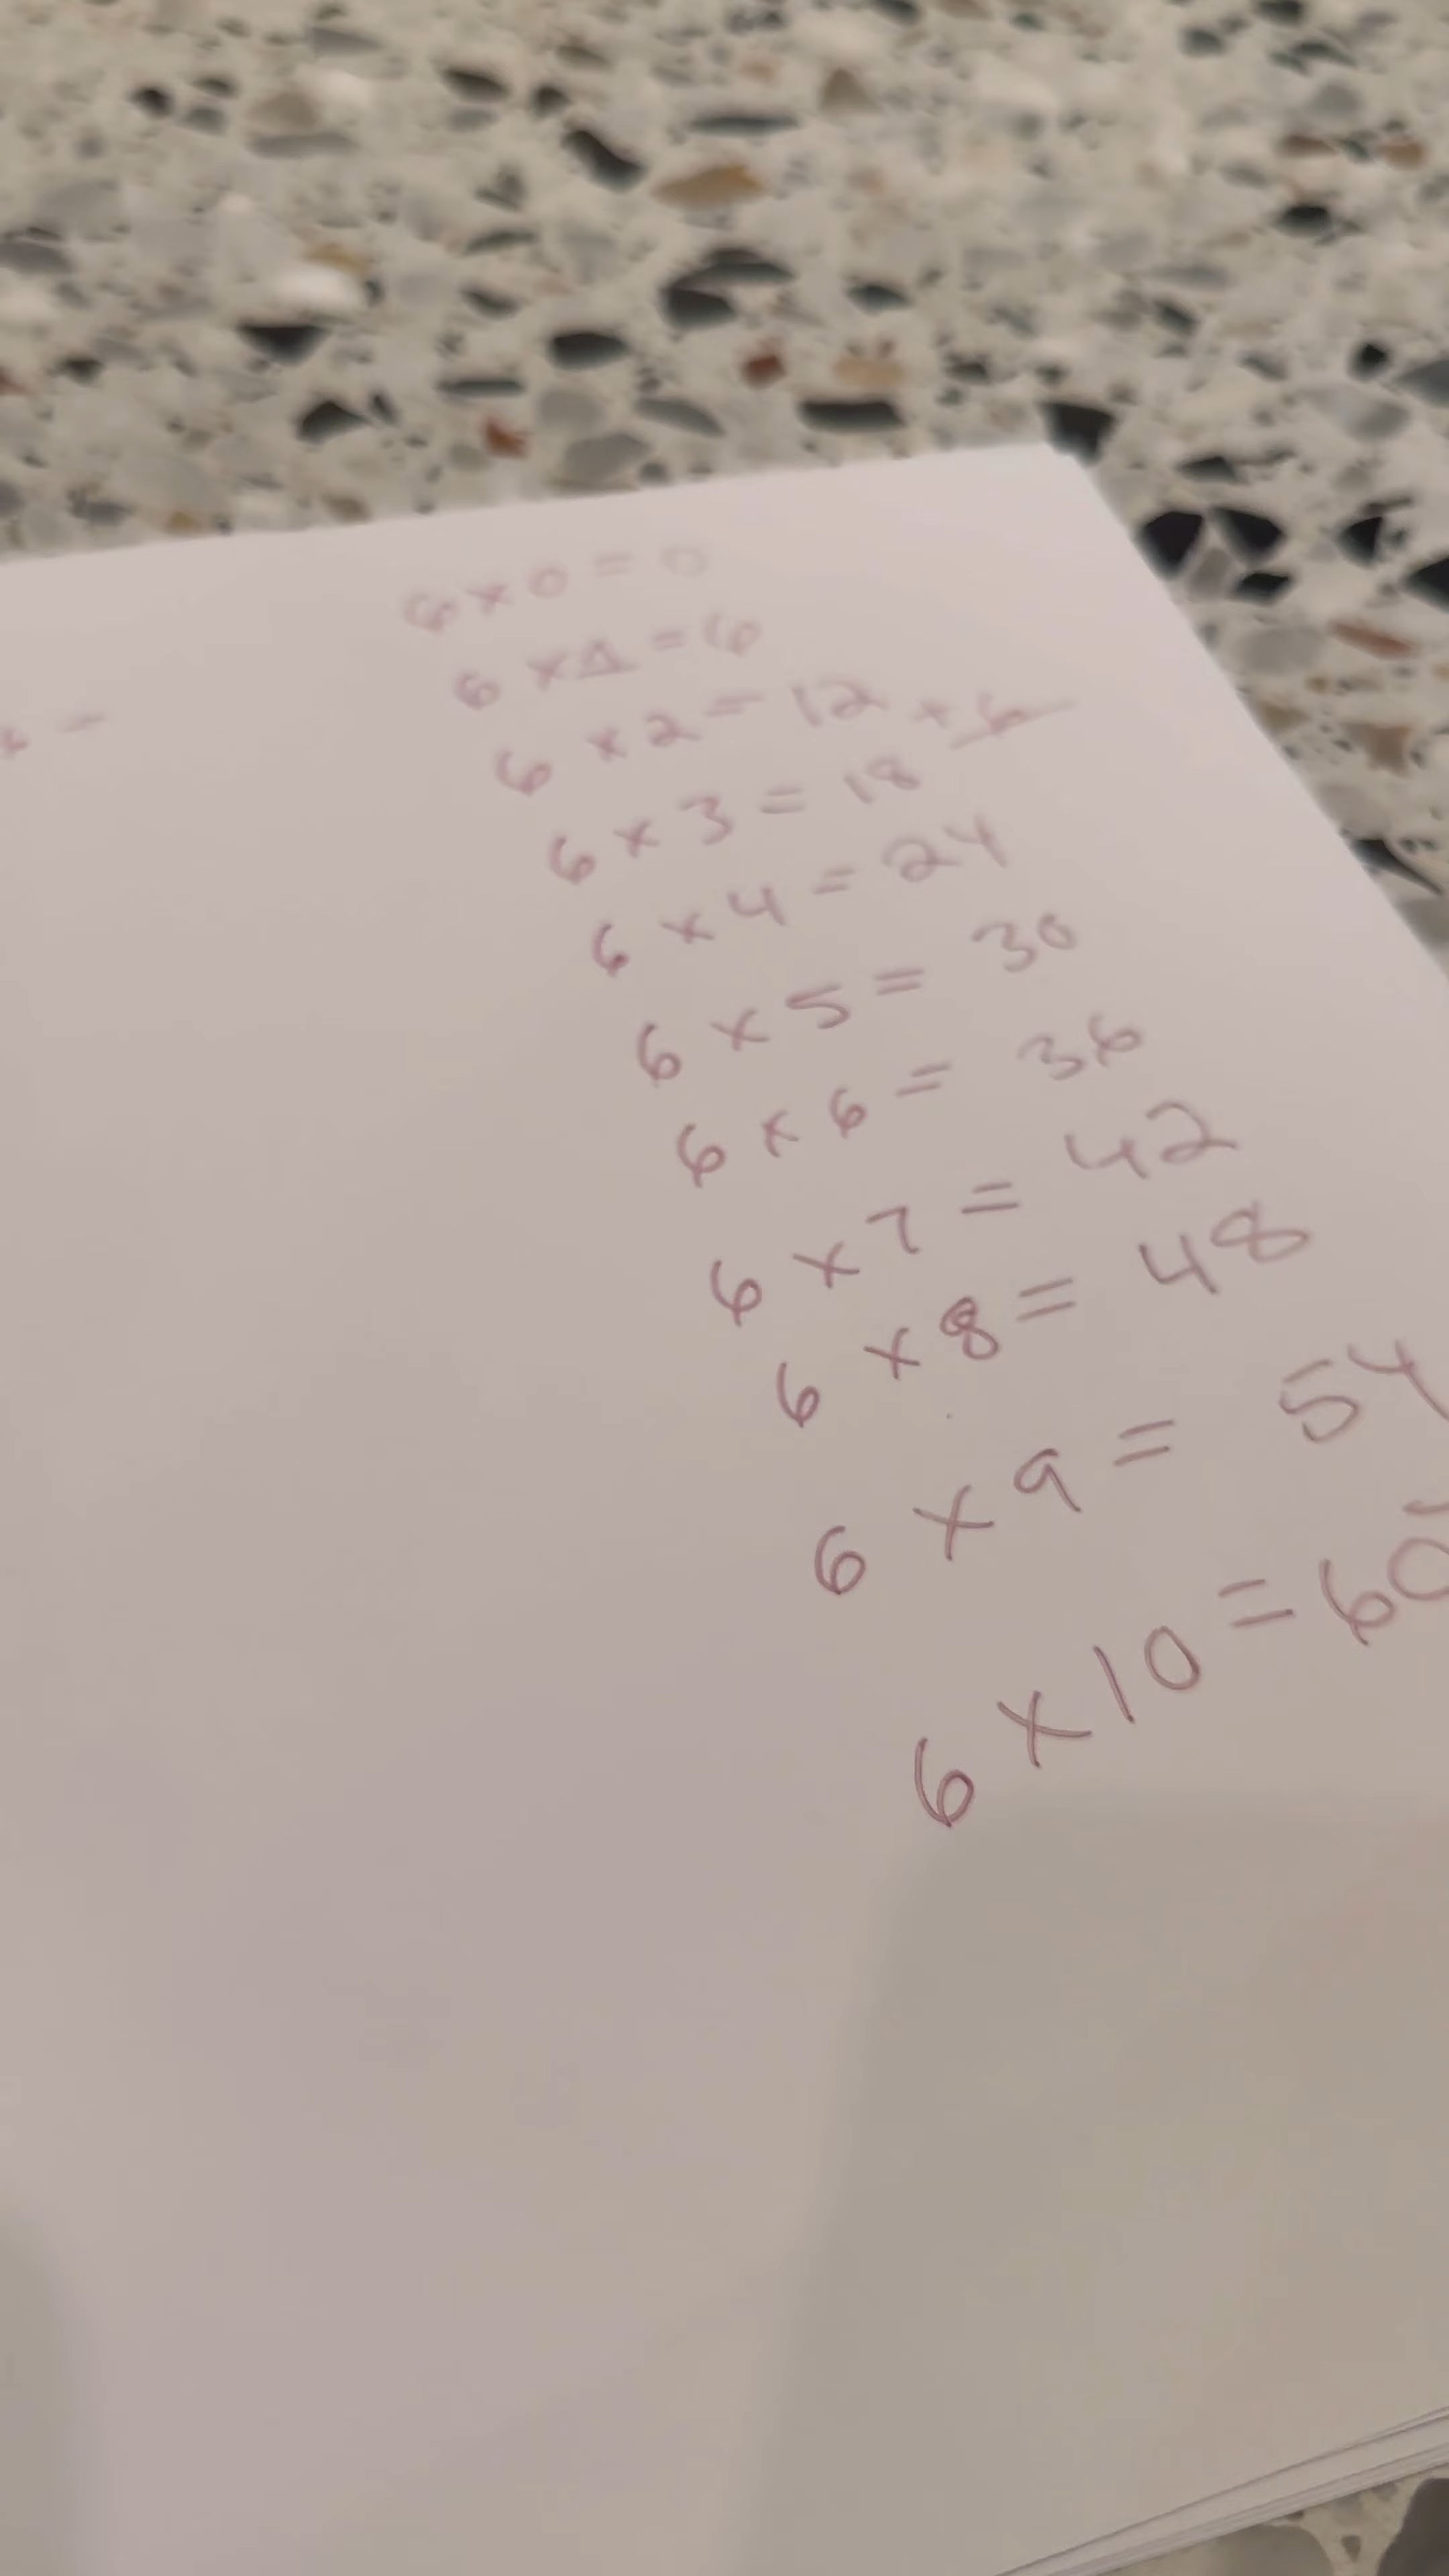 6 x 0 = 0
6 x 1 = 6
6 x 2 = 12 + 6
6 x 3 = 18
6 x 4 = 24
6 x 5 = 30
6 x 6 = 36
6 x 7 = 42
6 x 8 = 48
6 x 9 = 54
6 x 10 = 60